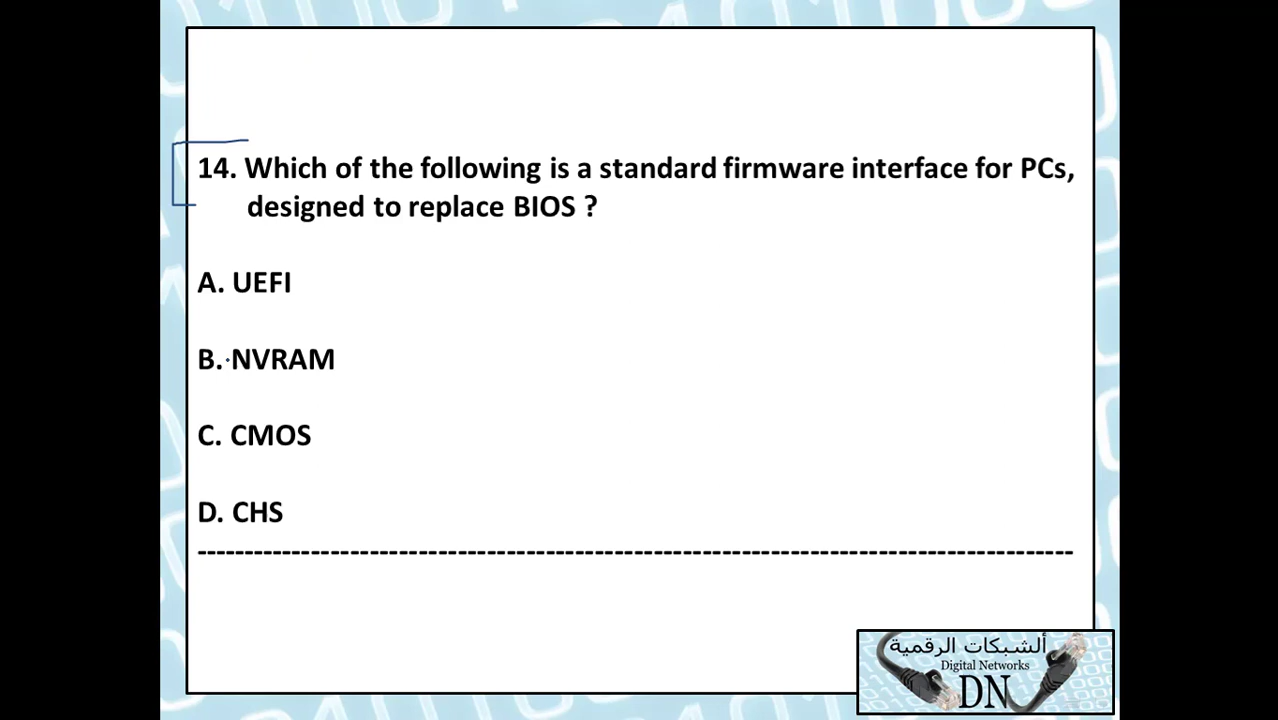 14. Which of the following is a standard firmware interface for PCs,
designed to replace BIOS ?
A. UEFI
B. NVRAM
C. CMOS
D. CHS
--------------------------------------------------------------------------------
ألشبكات الرقمية
Digital Networks
DN